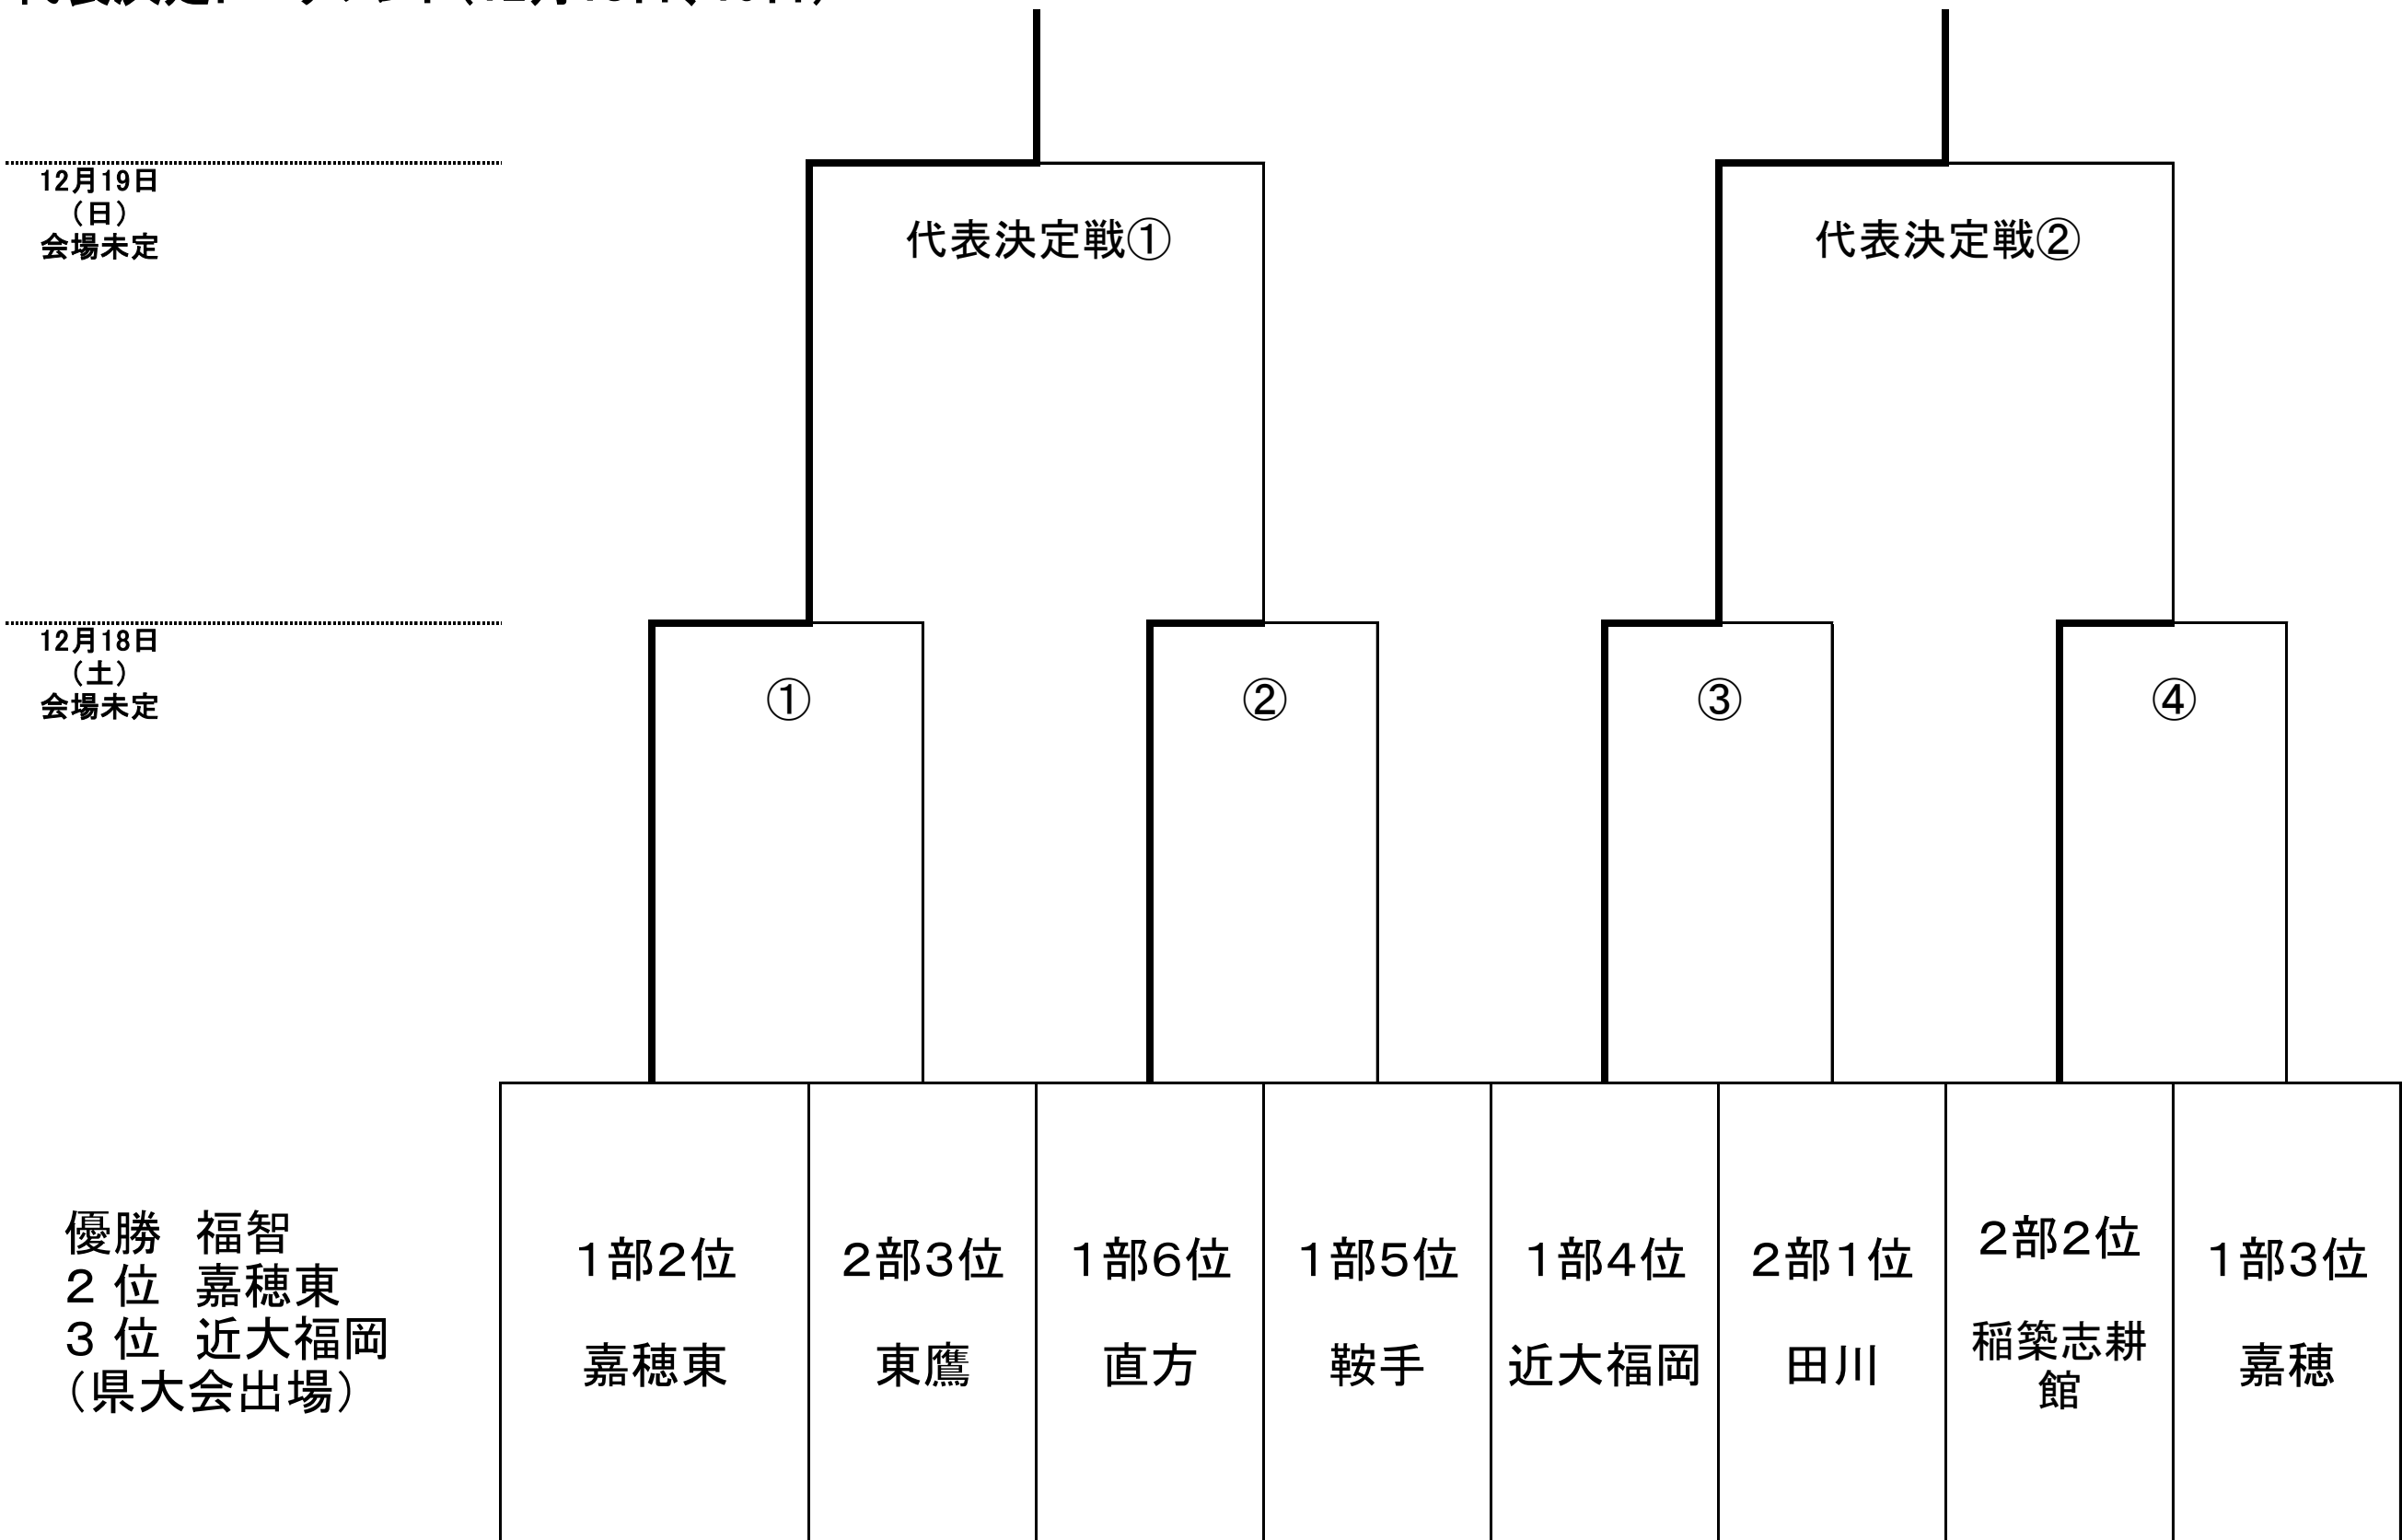 12月19日
（日）
会場未定
代表決定戦①
代表決定戦②
12月18日
（土）
会場未定
①
②
③
④
優勝　福智
２ 位　嘉穂東
３ 位　近大福岡
（県大会出場）
１部２位
嘉穂東
２部３位
東鷹
１部６位
直方
１部５位
鞍手
１部４位
近大福岡
２部１位
田川
２部２位
稲築志耕
館
１部３位
嘉穂